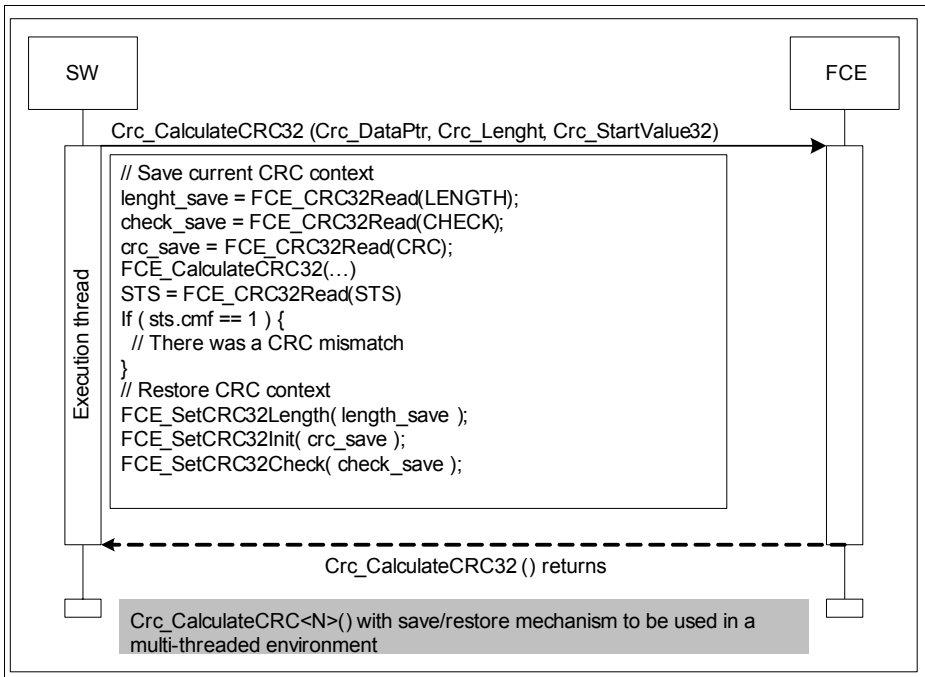 SW
FCE
Crc_CalculateCRC32 (Crc_DataPtr, Crc_Lenght, Crc_StartValue32)
// Save current CRC context
lenght_save = FCE_CRC32Read(LENGTH);
check_save = FCE_CRC32Read(CHECK);
crc_save = FCE_CRC32Read(CRC);
FCE_CalculateCRC32(…)
STS = FCE_CRC32Read(STS)
If ( sts.cmf == 1 ) {
// There was a CRC mismatch
}
// Restore CRC context
FCE_SetCRC32Length( length_save );
FCE_SetCRC32Init( crc_save );
FCE_SetCRC32Check( check_save );
Execution thread
Crc_CalculateCRC32 () returns
Crc_CalculateCRC<N>() with save/restore mechanism to be used in a
multi-threaded environment